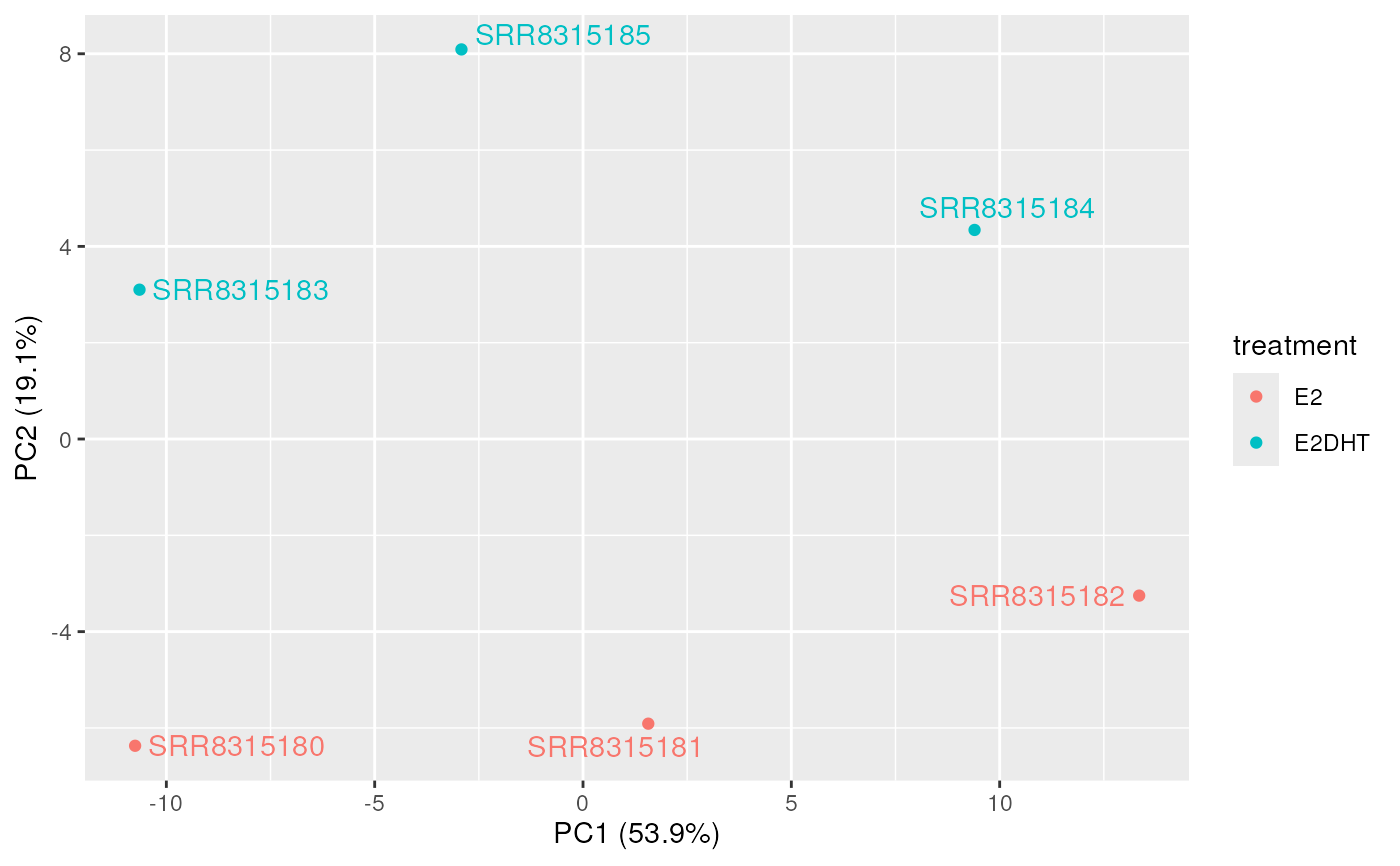 SRR8315185
8
SRR8315184
4
SRR8315183
PC2 (19.1%)
treatment
E2
E2DHT
0
SRR8315182
-4
SRR8315180
SRR8315181
-10 -5 0 5 10
PC1 (53.9%)